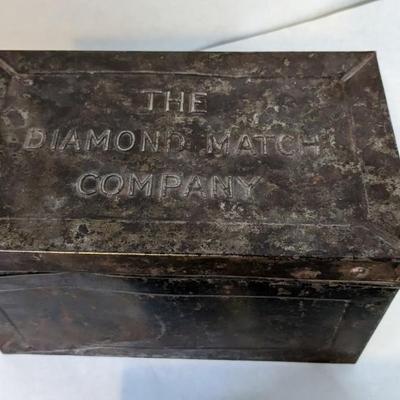 THE
DIAMOND MATCH
COMPANY